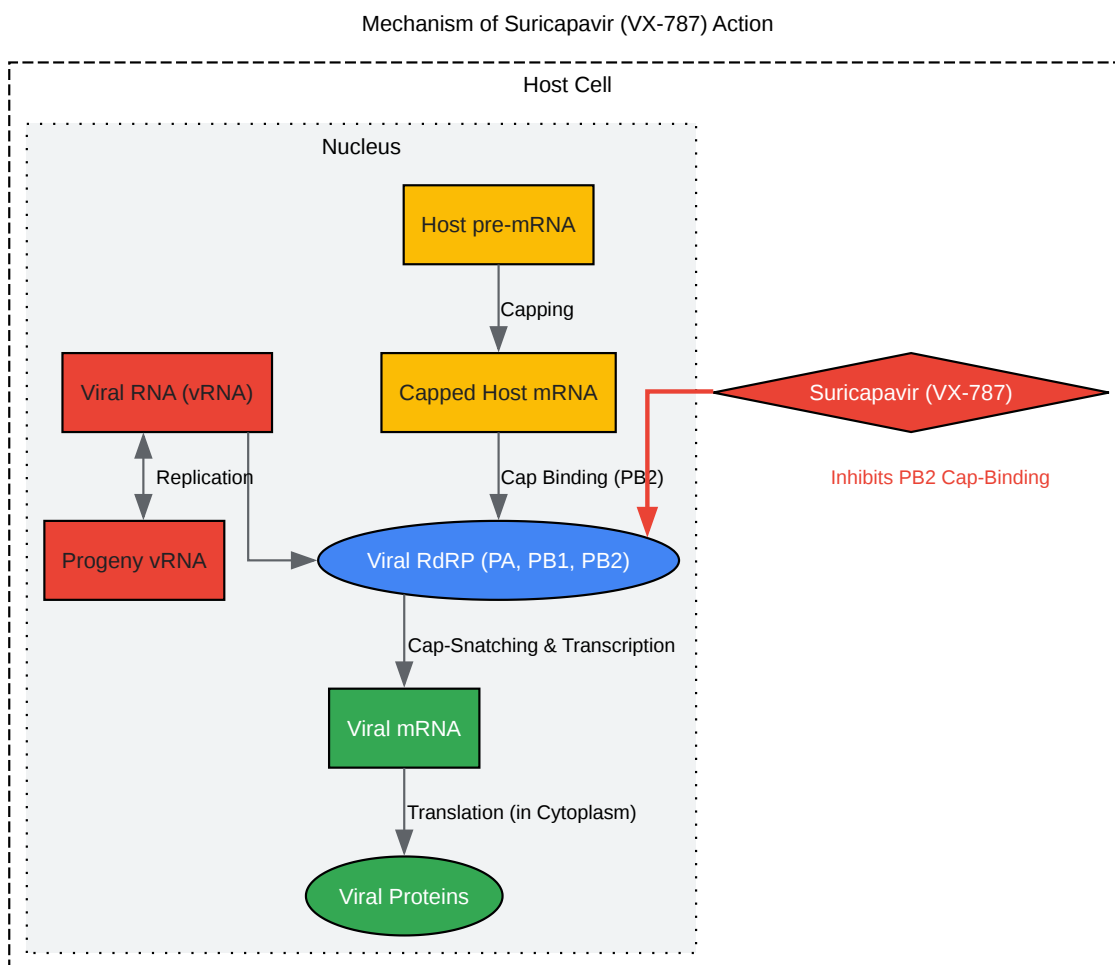 Mechanism of Suricapavir (VX-787) Action
Host Cell
Nucleus
Host pre-mRNA
Capping
Viral RNA (vRNA)
Capped Host mRNA
Suricapavir (VX-787)
Replication
Cap Binding (PB2)
Inhibits PB2 Cap-Binding
Progeny vRNA
Viral RdRP (PA, PB1, PB2)
Cap-Snatching & Transcription
Viral mRNA
Translation (in Cytoplasm)
Viral Proteins